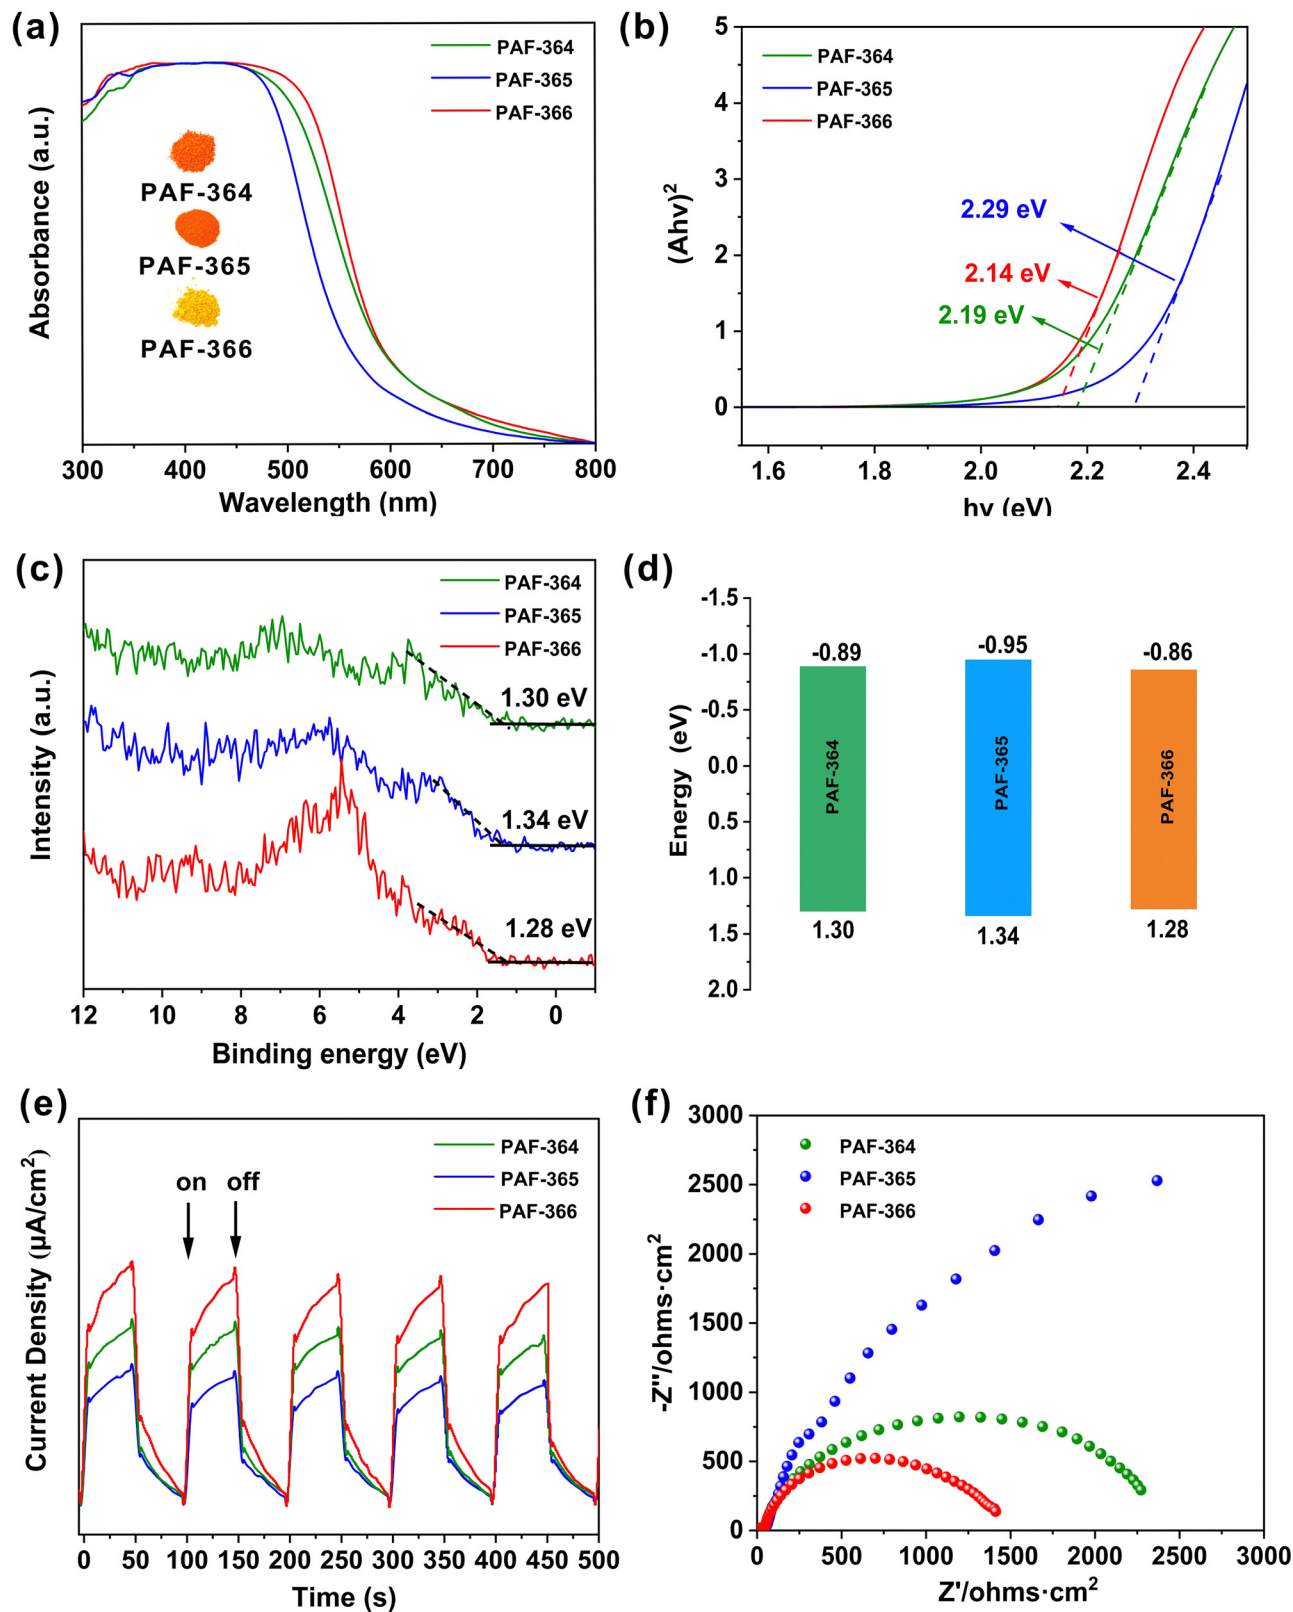 (a)
PAF-364
PAF-365
PAF-366
PAF-364
PAF-365
PAF-366
Absorbance (a.u.)
300 400 500 600 700 800
Wavelength (nm)
(b)
PAF-364
PAF-365
PAF-366
2.29 eV
2.14 eV
2.19 eV
(Ahν)²
5
4
3
2
1
0
1.6 1.8 2.0 2.2 2.4
hν (eV)
(c)
PAF-364
PAF-365
PAF-366
1.30 eV
1.34 eV
1.28 eV
Intensity (a.u.)
12 10 8 6 4 2 0
Binding energy (eV)
(d)
-1.5
-1.0
-0.5
0.0
0.5
1.0
1.5
2.0
Energy (eV)
-0.89 -0.95 -0.86
PAF-364
PAF-365
PAF-366
1.30 1.34 1.28
(e)
PAF-364
PAF-365
PAF-366
on off
Current Density (μA/cm²)
0 50 100 150 200 250 300 350 400 450 500
Time (s)
(f)
PAF-364
PAF-365
PAF-366
3000
2500
2000
1500
1000
500
0
-Z''/ohms·cm²
0 500 1000 1500 2000 2500 3000
Z'/ohms·cm²